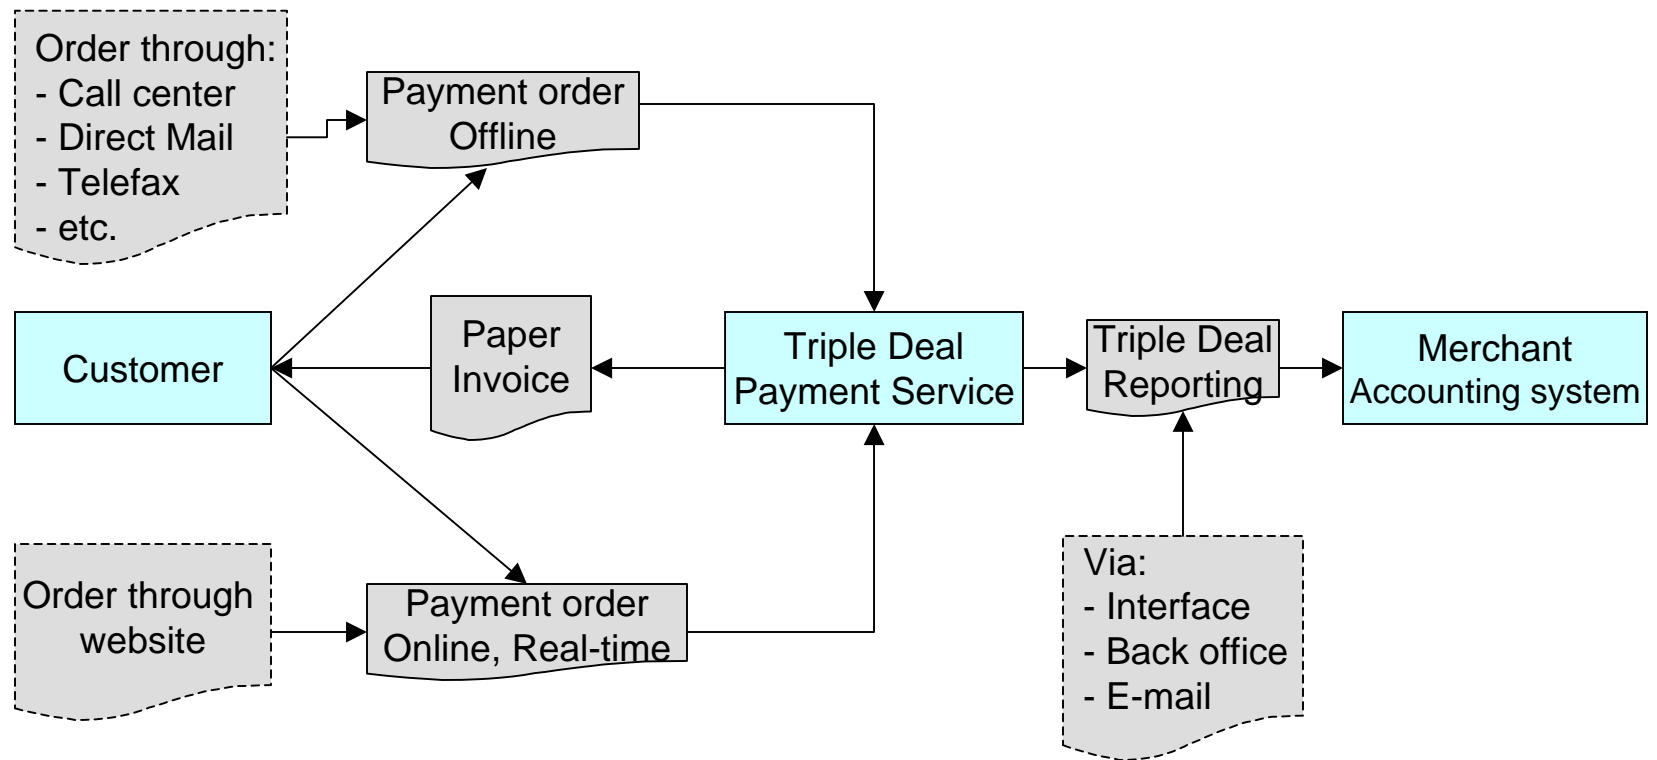 Order through:
- Call center
- Direct Mail
- Telefax
- etc.
Payment order
Offline
Customer
Paper
Invoice
Triple Deal
Payment Service
Triple Deal
Reporting
Merchant
Accounting system
Order through
website
Payment order
Online, Real-time
Via:
- Interface
- Back office
- E-mail